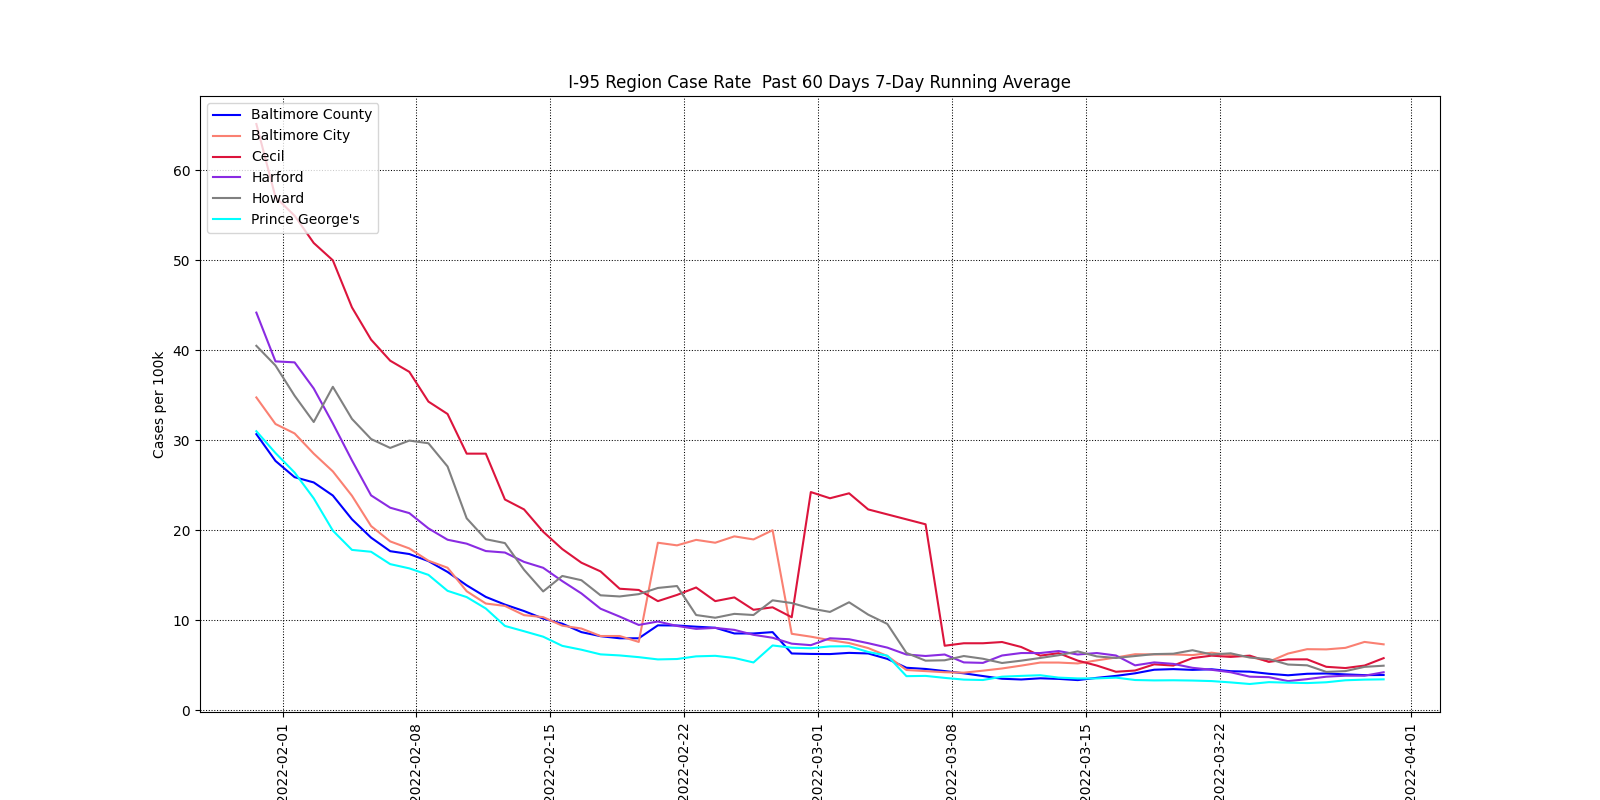 I-95 Region Case Rate  Past 60 Days 7-Day Running Average
Baltimore County
Baltimore City
Cecil
Harford
Howard
Prince George's
Cases per 100k
60
50
40
30
20
10
0
2022-02-01
2022-02-08
2022-02-15
2022-02-22
2022-03-01
2022-03-08
2022-03-15
2022-03-22
2022-04-01